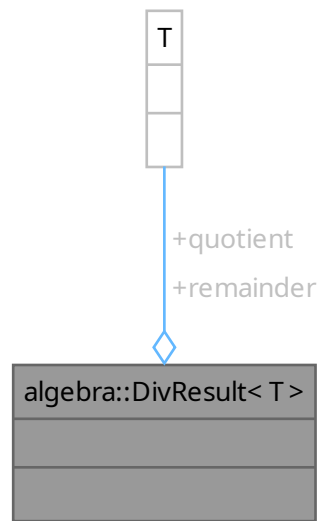 T
+quotient
+remainder
algebra::DivResult< T >